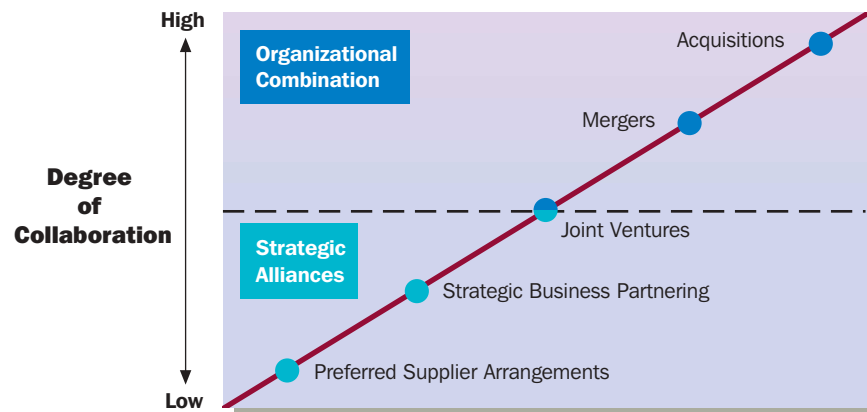 High
Organizational
Combination
Acquisitions
Mergers
Degree
of
Collaboration
Joint Ventures
Strategic
Alliances
Strategic Business Partnering
Preferred Supplier Arrangements
Low